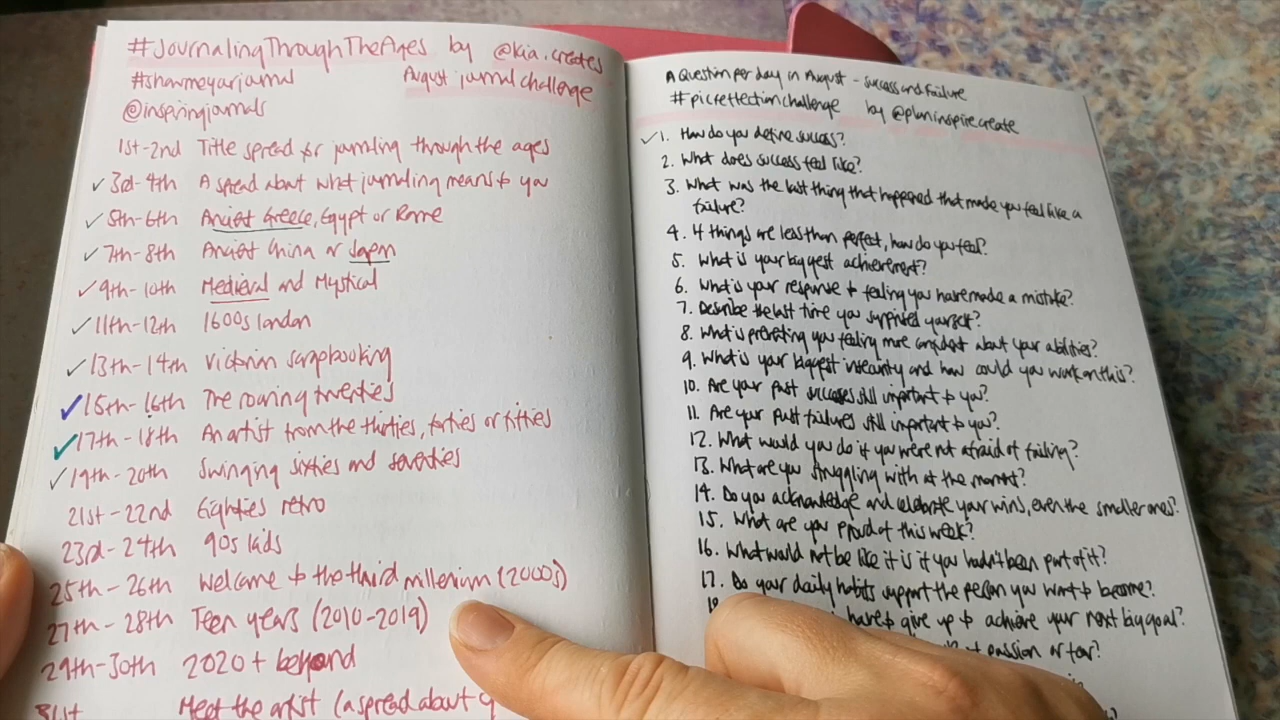 #JournalingThroughTheAges by @kia.creates
#showmeyourjournal August journal challenge
@inspiringjournals
1st-2nd Title spread for journaling through the ages
✓ 3rd-4th A spread about what journaling means to you
✓ 5th-6th Ancient Greece, Egypt or Rome
✓ 7th-8th Ancient China or Japan
✓ 9th-10th Medieval and Mystical
✓ 11th-12th 1600s London
✓ 13th-14th Victorian scrapbooking
✓ 15th-16th The roaring twenties
✓ 17th-18th An artist from the thirties, forties or fifties
✓ 19th-20th Swinging sixties and seventies
21st-22nd Eighties retro
23rd-24th 90s kids
25th-26th Welcome to the third millenium (2000s)
27th-28th Teen years (2010-2019)
29th-30th 2020 + beyond
31st Meet the artist (a spread about
A Question per day in August - success and failure
#picreflectionchallenge by @planinspire.create
✓ 1. How do you define success?
2. What does success feel like?
3. What was the last thing that happened that made you feel like a
failure?
4. If things are less than perfect, how do you feel?
5. What is your biggest achievement?
6. What's your response to feeling you have made a mistake?
7. Describe the last time you surprised yourself?
8. What is preventing you feeling more confident about your abilities?
9. What is your biggest insecurity and how could you work on this?
10. Are your past successes still important to you?
11. Are your past failures still important to you?
12. What would you do if you were not afraid of failing?
13. What are you struggling with at the moment?
14. Do you acknowledge and celebrate your wins, even the smaller ones?
15. What are you proud of this week?
16. What would not be like it is if you hadn't been part of it?
17. Do your daily habits support the person you want to become?
18 have to give up to achieve your next big goal?
passion or fear?